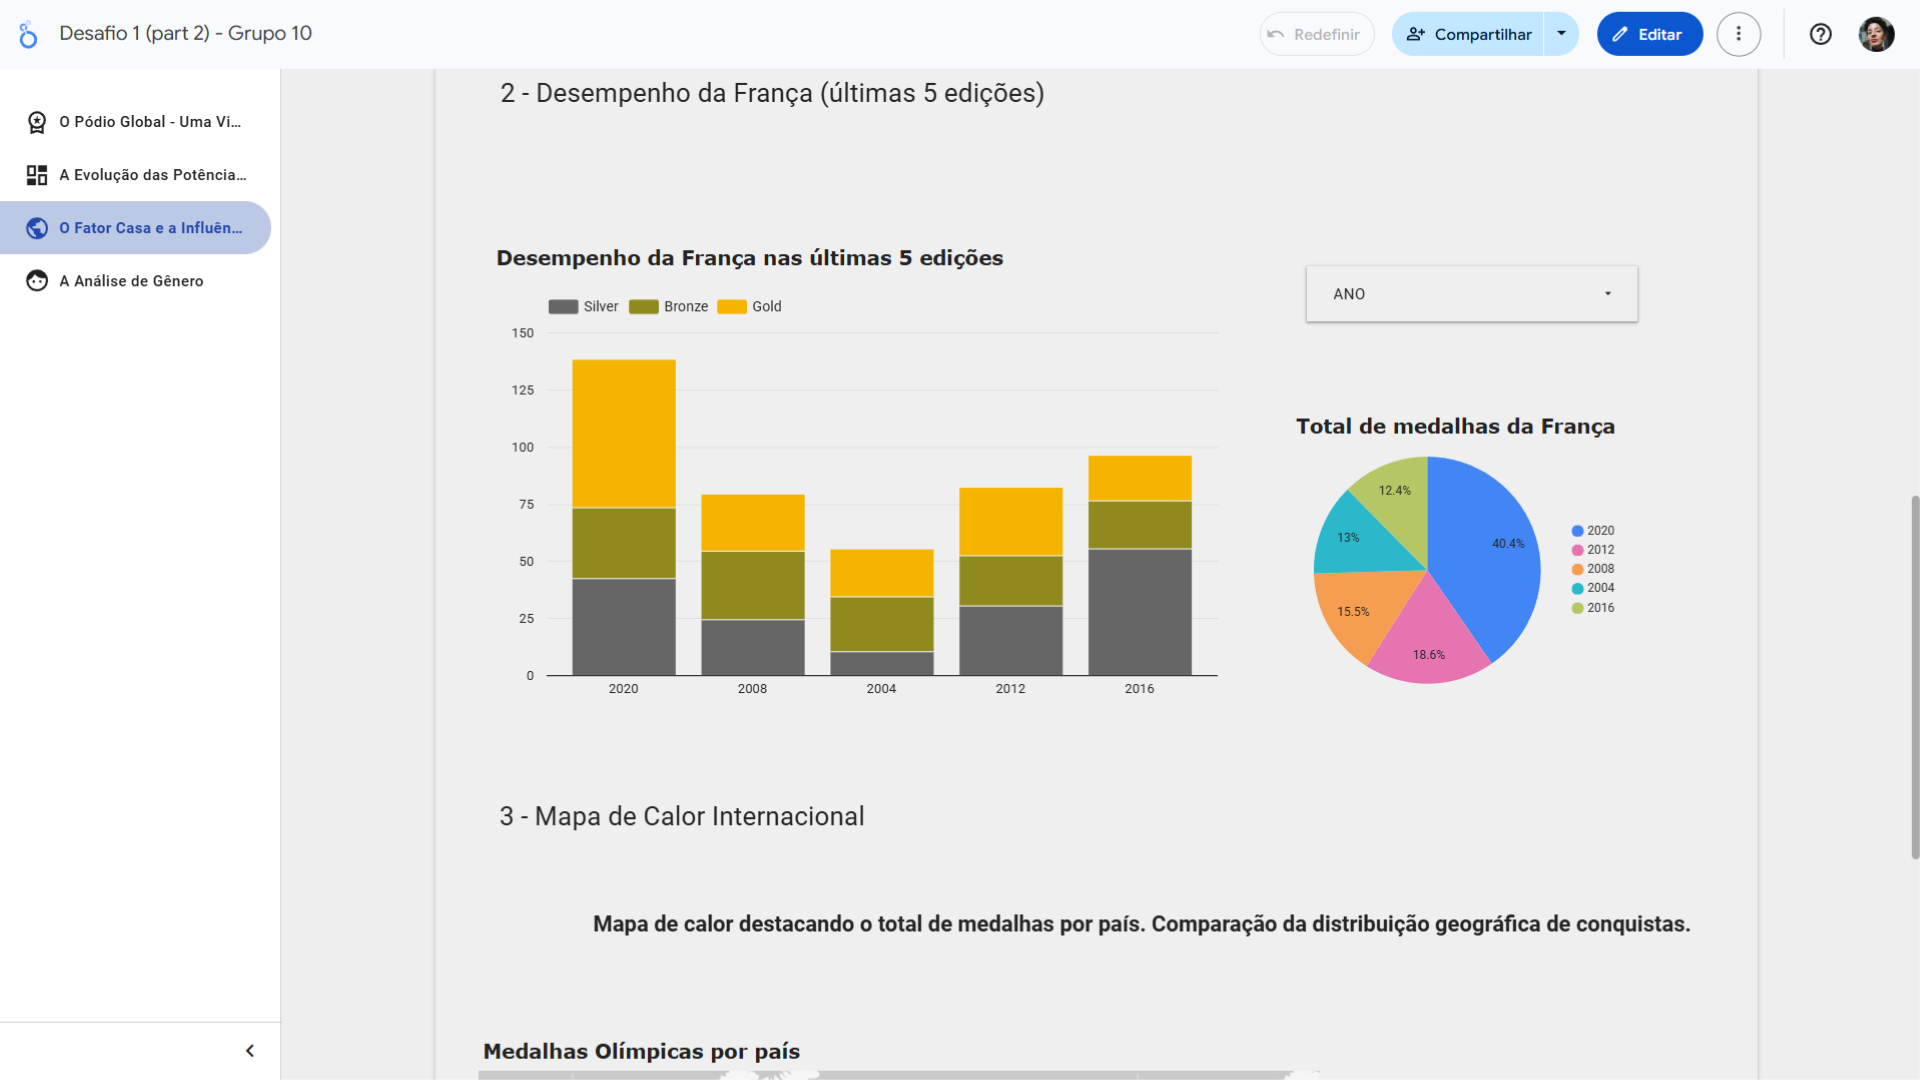 Desafio 1 (part 2) - Grupo 10
Redefinir
Compartilhar
Editar
O Pódio Global - Uma Vi...
A Evolução das Potência...
O Fator Casa e a Influên...
A Análise de Gênero
2 - Desempenho da França (últimas 5 edições)
Desempenho da França nas últimas 5 edições
Silver Bronze Gold
150
125
100
75
50
25
0
2020 2008 2004 2012 2016
ANO
Total de medalhas da França
12.4%
13%
40.4%
15.5%
18.6%
2020
2012
2008
2004
2016
3 - Mapa de Calor Internacional
Mapa de calor destacando o total de medalhas por país. Comparação da distribuição geográfica de conquistas.
Medalhas Olímpicas por país